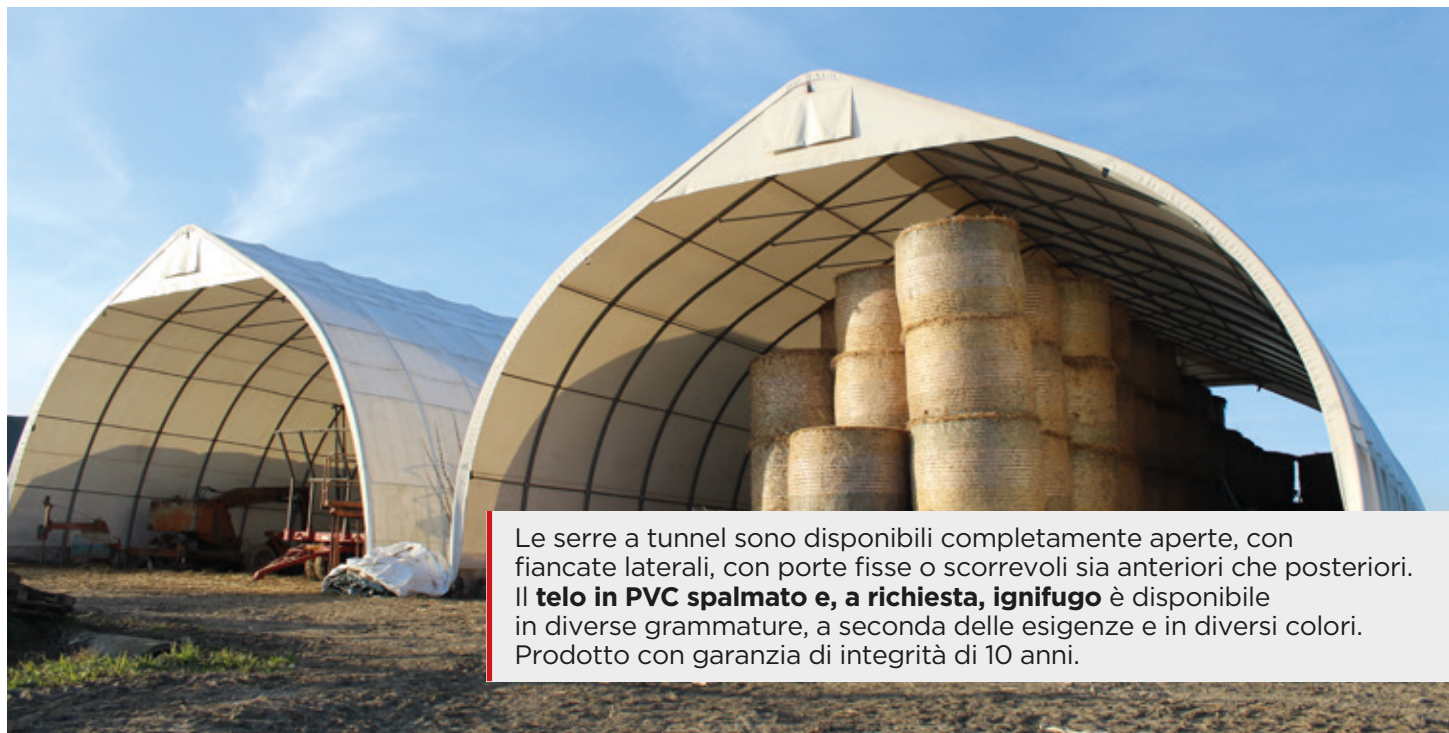 Le serre a tunnel sono disponibili completamente aperte, con
fiancate laterali, con porte fisse o scorrevoli sia anteriori che posteriori.
Il telo in PVC spalmato e, a richiesta, ignifugo è disponibile
in diverse grammature, a seconda delle esigenze e in diversi colori.
Prodotto con garanzia di integrità di 10 anni.